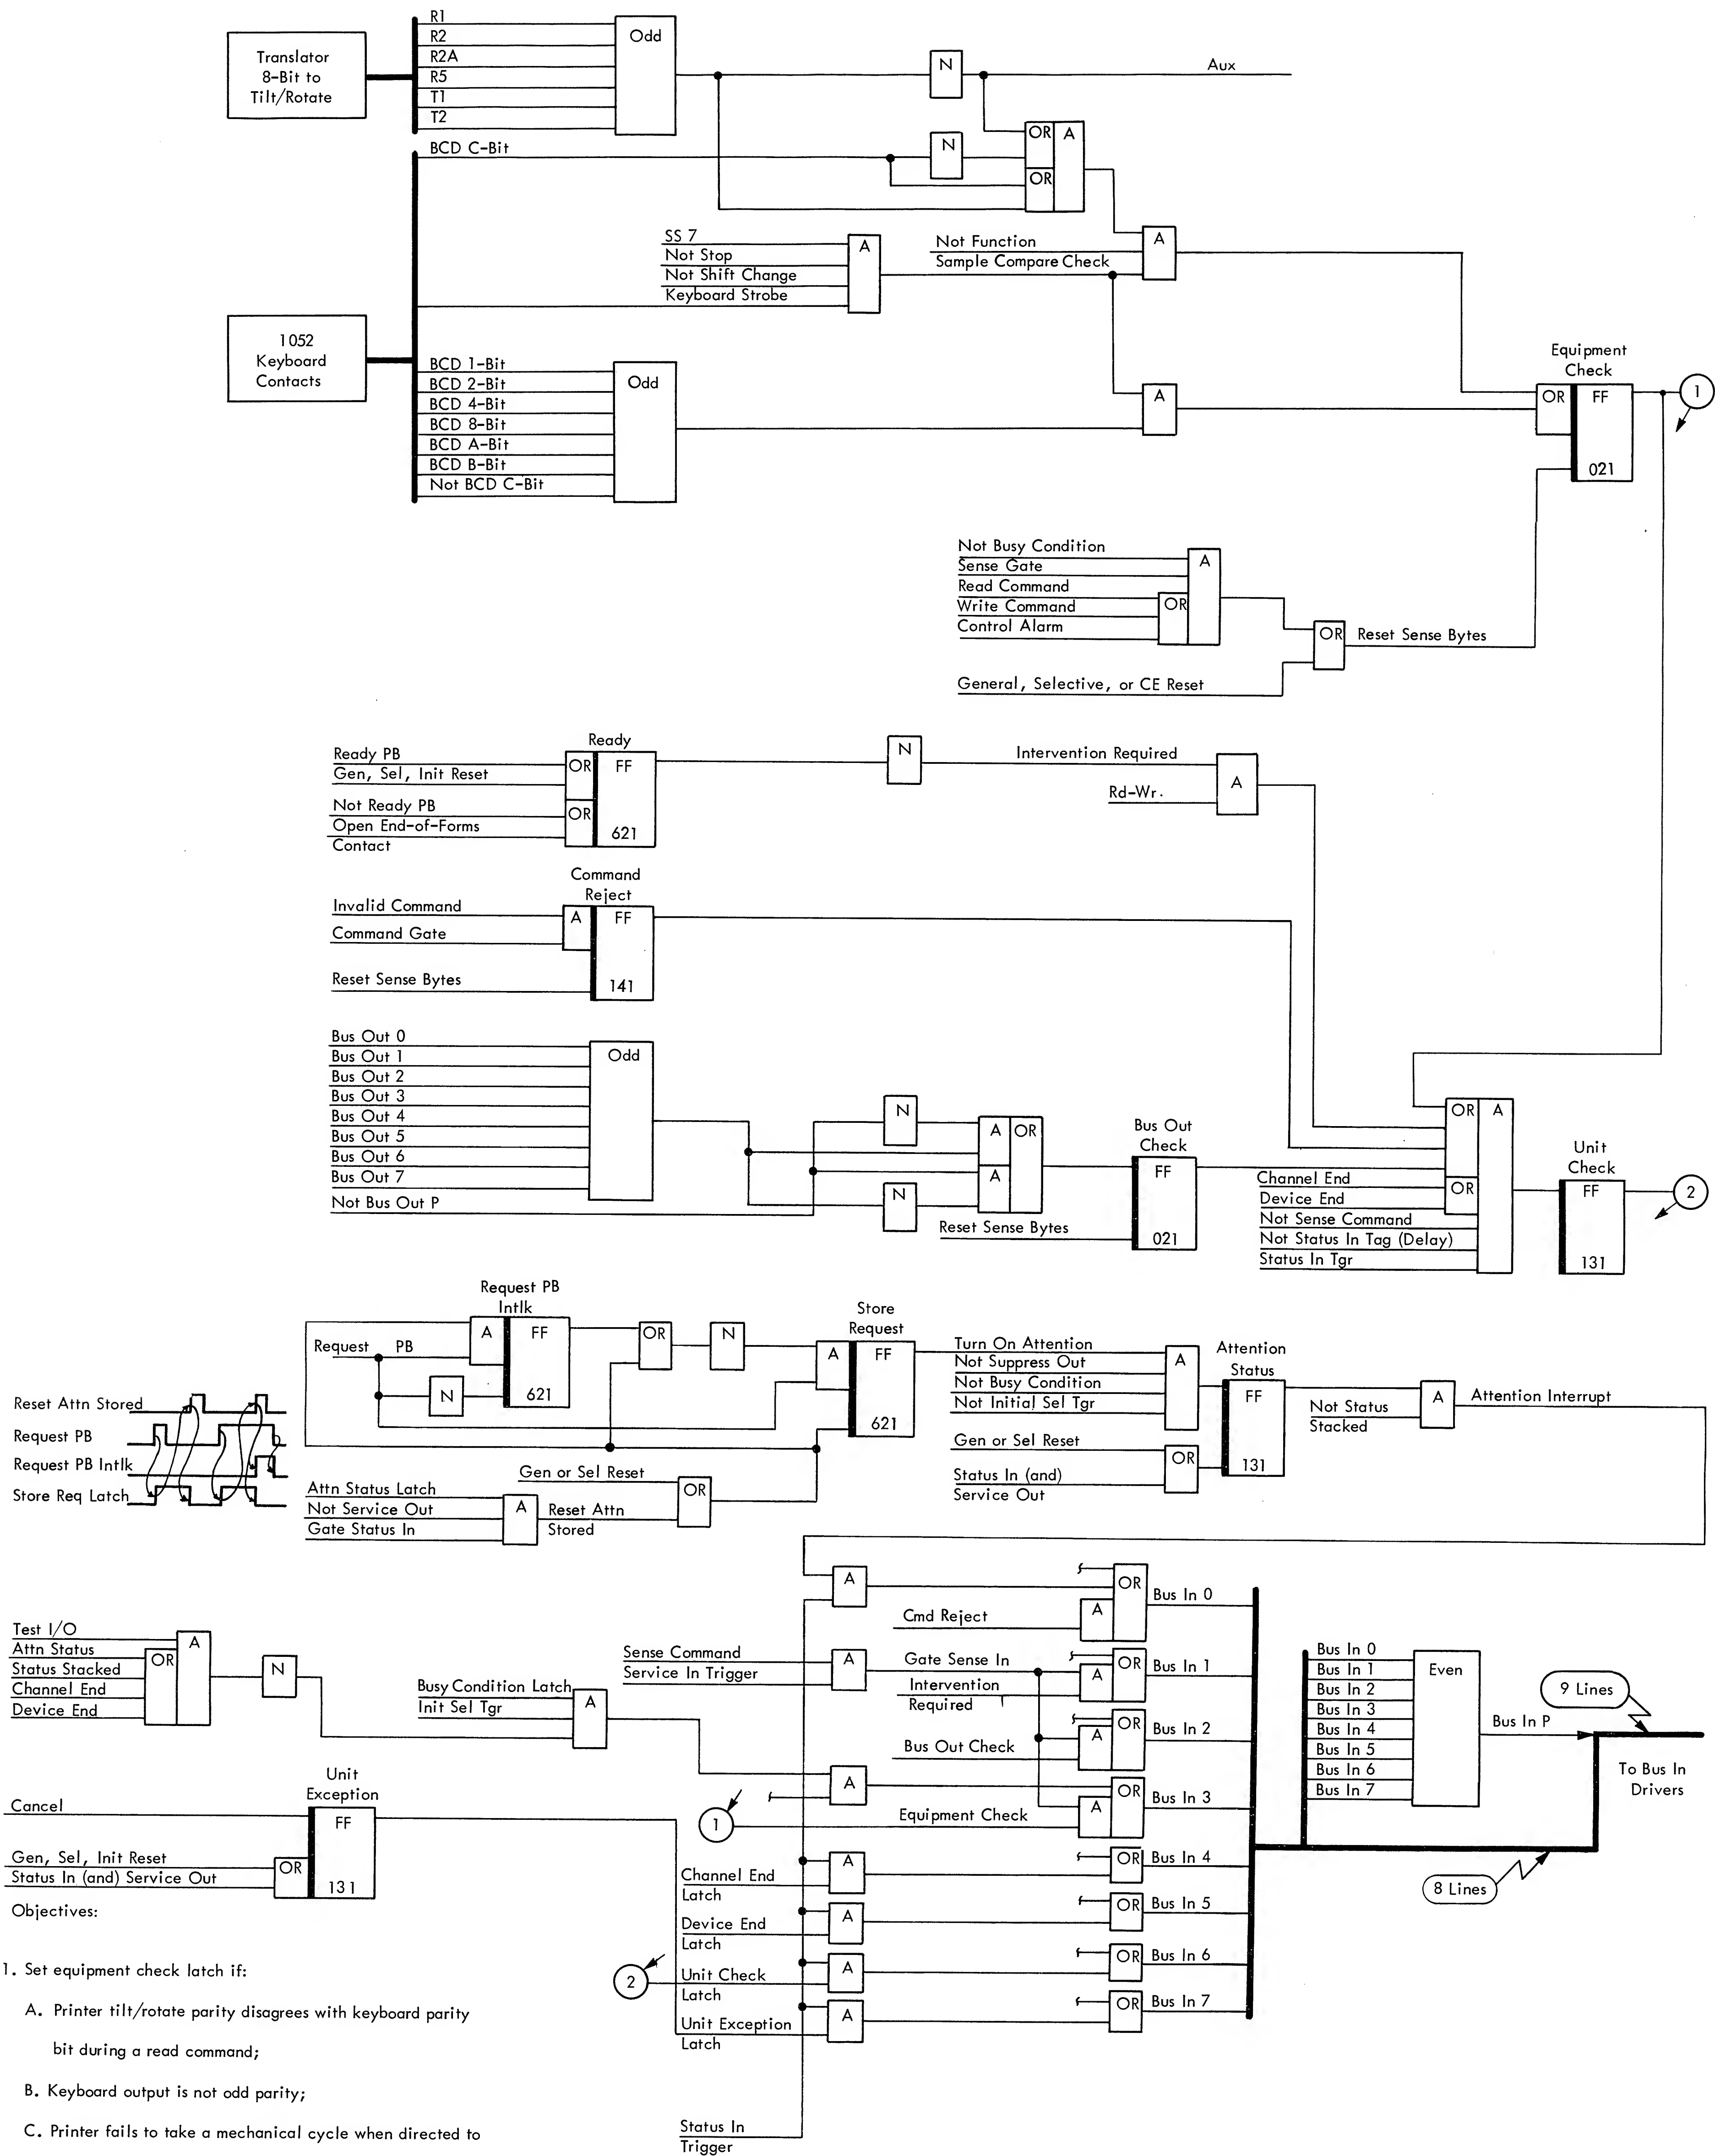 Translator
8-Bit to
Tilt/Rotate
R1
R2
R2A
R5
T1
T2
Odd
N
Aux
BCD C-Bit
N
OR
A
OR
SS 7
Not Stop
Not Shift Change
Keyboard Strobe
A
Not Function
Sample Compare Check
A
1052
Keyboard
Contacts
BCD 1-Bit
BCD 2-Bit
BCD 4-Bit
BCD 8-Bit
BCD A-Bit
BCD B-Bit
Not BCD C-Bit
Odd
A
Equipment
Check
OR
FF
021
1
Not Busy Condition
Sense Gate
Read Command
Write Command
Control Alarm
A
OR
OR
Reset Sense Bytes
General, Selective, or CE Reset
Ready
Ready PB
Gen, Sel, Init Reset
Not Ready PB
Open End-of-Forms
Contact
OR
FF
OR
621
N
Intervention Required
Rd-Wr.
A
Command
Reject
Invalid Command
Command Gate
Reset Sense Bytes
A
FF
141
Bus Out 0
Bus Out 1
Bus Out 2
Bus Out 3
Bus Out 4
Bus Out 5
Bus Out 6
Bus Out 7
Not Bus Out P
Odd
N
N
A
OR
A
Bus Out
Check
FF
021
Reset Sense Bytes
OR
A
OR
Channel End
Device End
Not Sense Command
Not Status In Tag (Delay)
Status In Tgr
Unit
Check
FF
131
2
Request PB
Intlk
Request PB
A
FF
621
N
OR
N
Store
Request
A
FF
621
Turn On Attention
Not Suppress Out
Not Busy Condition
Not Initial Sel Tgr
A
Gen or Sel Reset
Status In (and)
Service Out
OR
Attention
Status
FF
131
Not Status
Stacked
A
Attention Interrupt
Reset Attn Stored
Request PB
Request PB Intlk
Store Req Latch
Attn Status Latch
Not Service Out
Gate Status In
A
Reset Attn
Stored
Gen or Sel Reset
OR
Test I/O
Attn Status
Status Stacked
Channel End
Device End
OR
A
N
Busy Condition Latch
Init Sel Tgr
A
A
Cmd Reject
A
OR
Bus In 0
Sense Command
Service In Trigger
A
Gate Sense In
Intervention
Required
A
OR
Bus In 1
Bus Out Check
A
OR
Bus In 2
A
1
Equipment Check
A
OR
Bus In 3
Unit
Exception
Cancel
Gen, Sel, Init Reset
Status In (and) Service Out
OR
FF
131
Channel End
Latch
A
OR
Bus In 4
Device End
Latch
A
OR
Bus In 5
2
Unit Check
Latch
A
OR
Bus In 6
Unit Exception
Latch
A
OR
Bus In 7
Status In
Trigger
Bus In 0
Bus In 1
Bus In 2
Bus In 3
Bus In 4
Bus In 5
Bus In 6
Bus In 7
Even
Bus In P
9 Lines
To Bus In
Drivers
8 Lines
Objectives:
1. Set equipment check latch if:
A. Printer tilt/rotate parity disagrees with keyboard parity
bit during a read command;
B. Keyboard output is not odd parity;
C. Printer fails to take a mechanical cycle when directed to